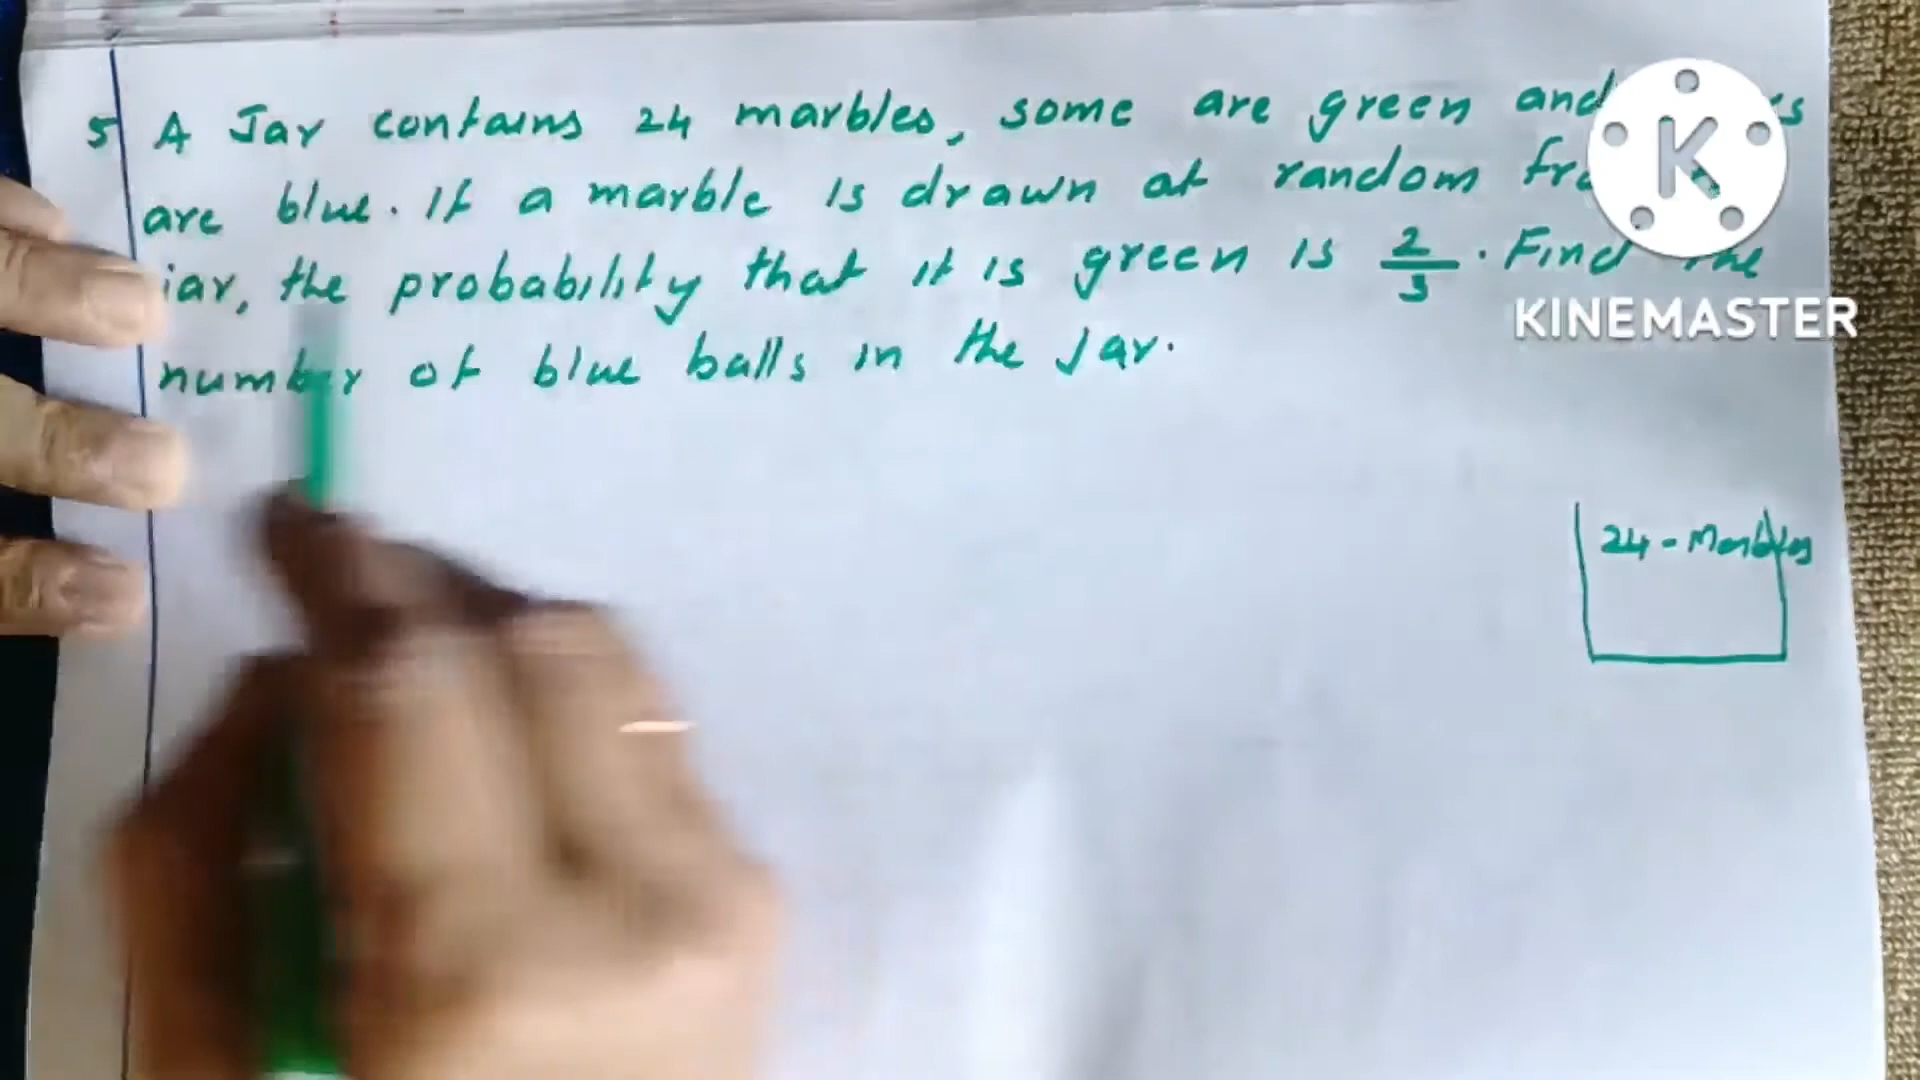 5 A Jar contains 24 marbles, some are green and
are blue. If a marble is drawn at random
jar, the probability that it is green is 2/3. Find the
number of blue balls in the Jar.
24 - Marbles
K
KINEMASTER